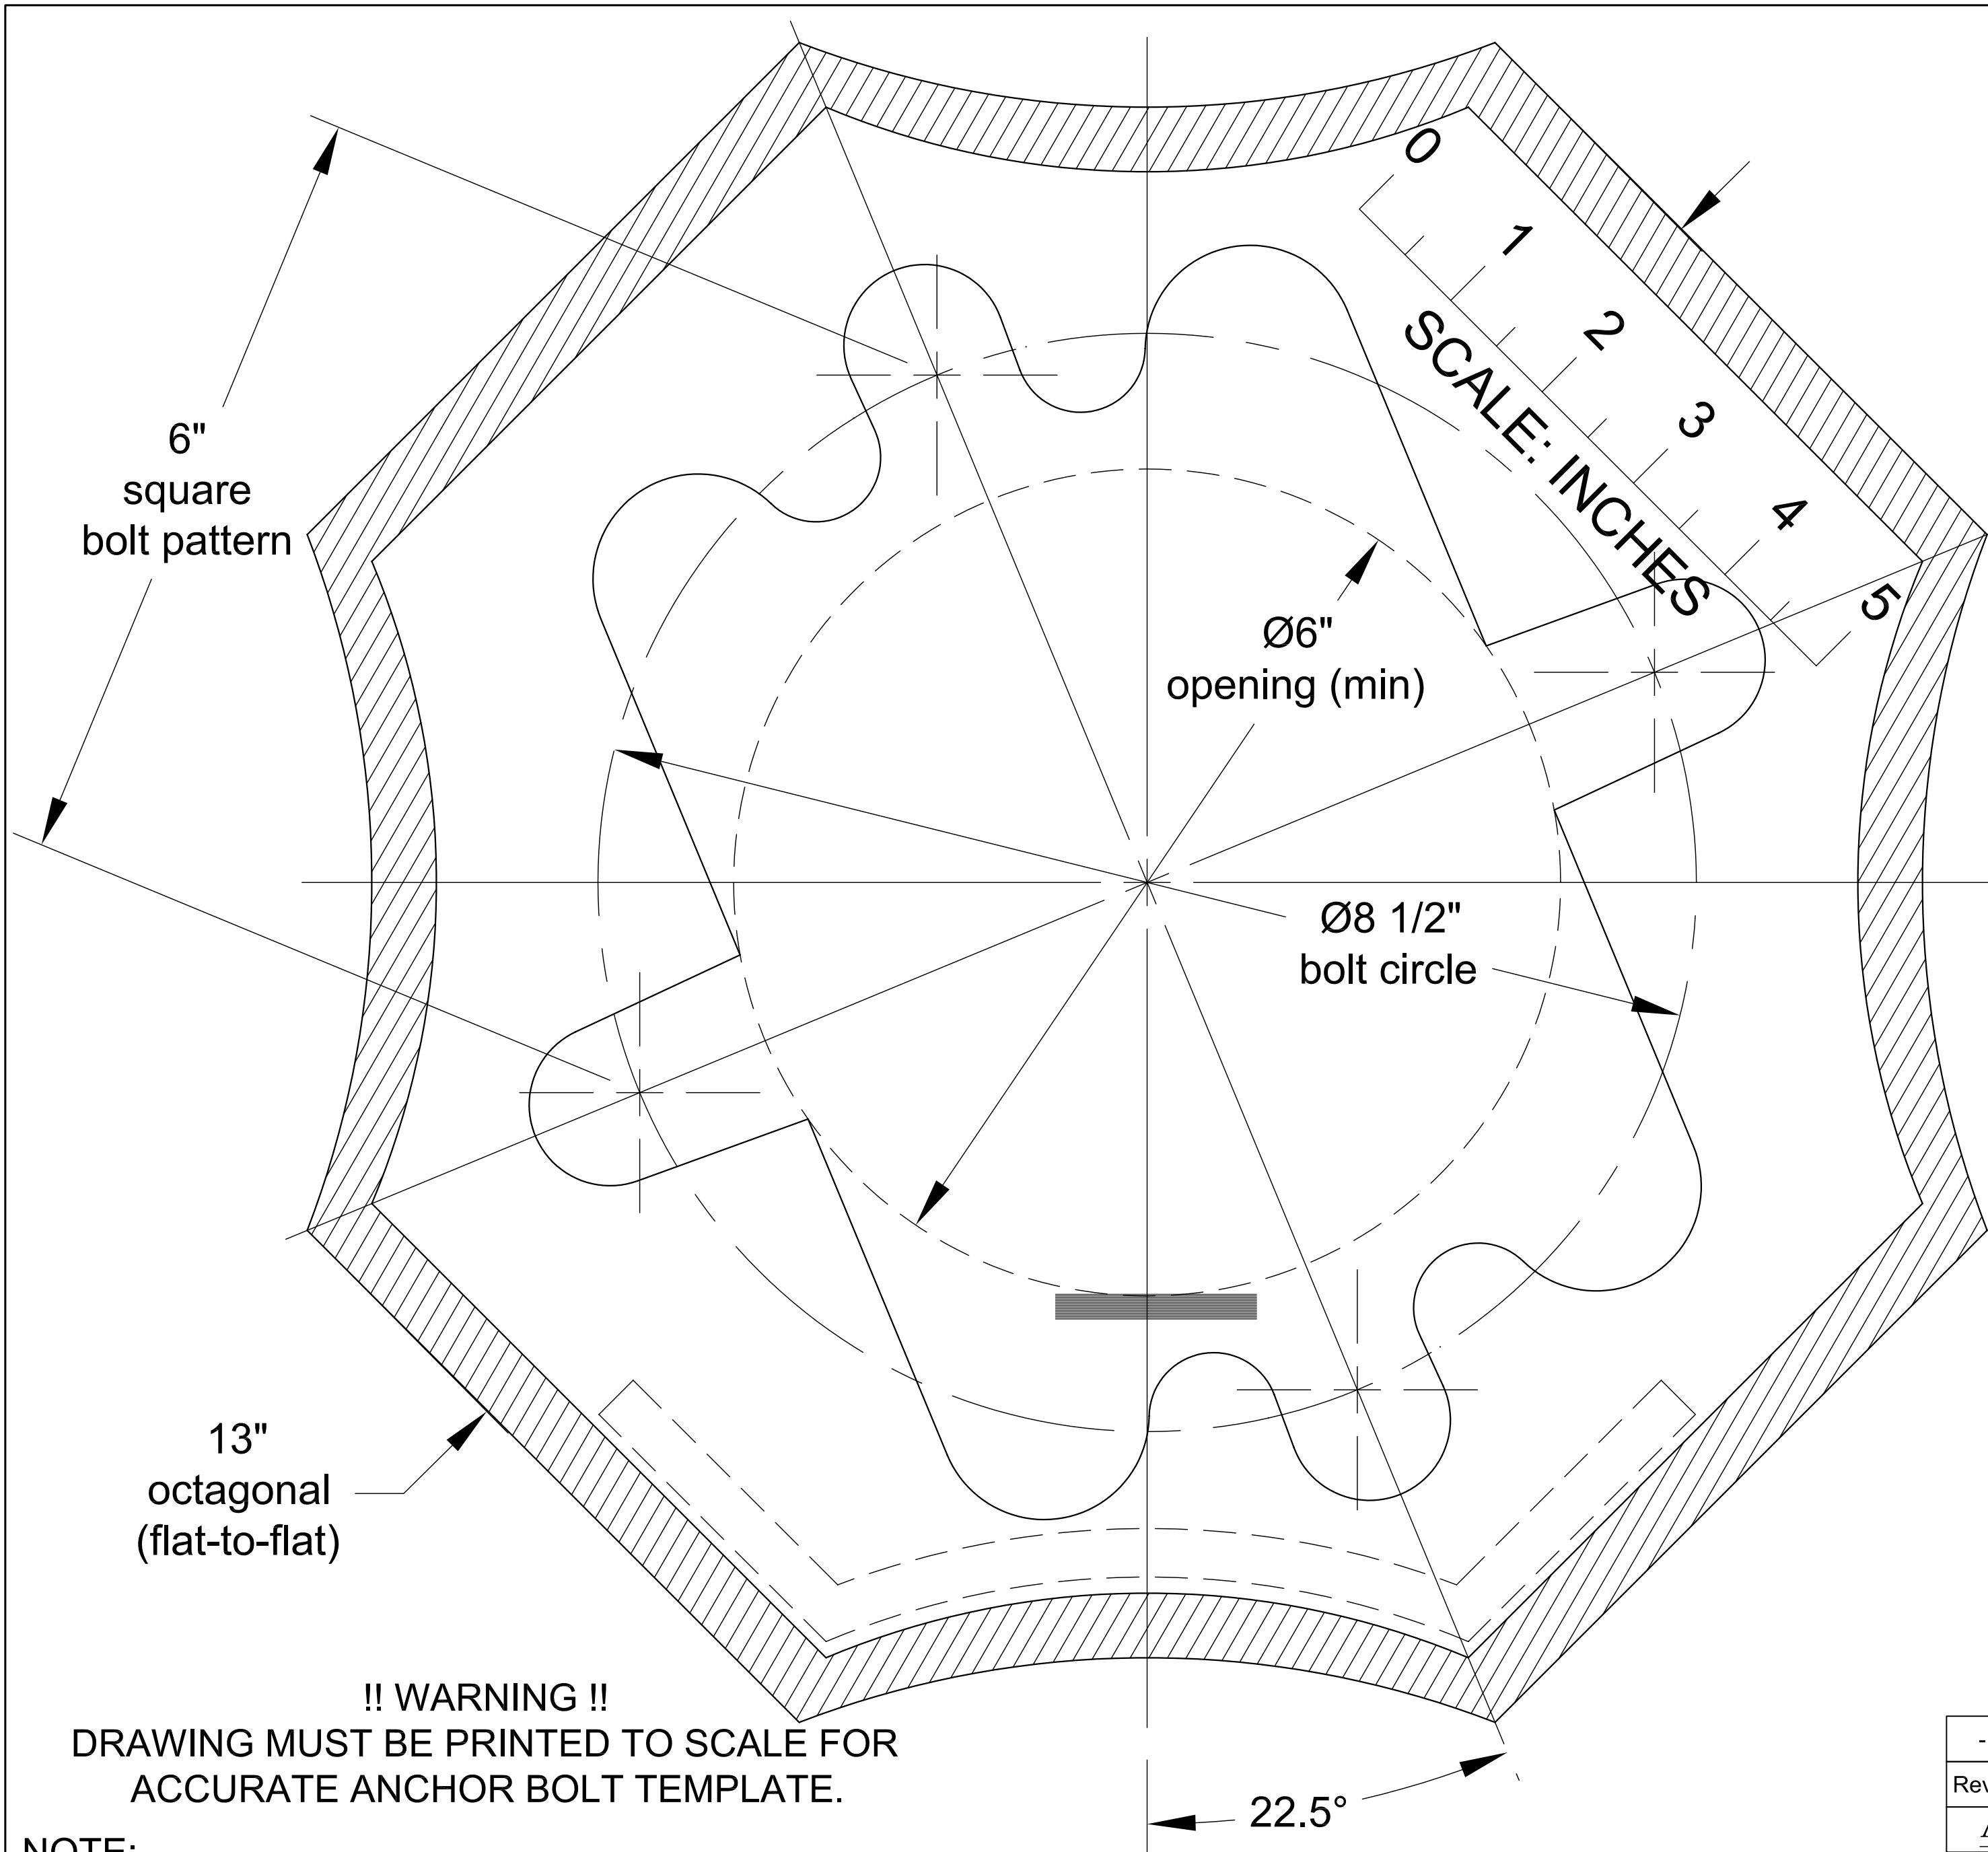 0
1
2
3
4
5
SCALE: INCHES
6"
square
bolt pattern
Ø6"
opening (min)
Ø8 1/2"
bolt circle
13"
octagonal
(flat-to-flat)
!! WARNING !!
DRAWING MUST BE PRINTED TO SCALE FOR
ACCURATE ANCHOR BOLT TEMPLATE.
22.5°
NOTE:
-
Rev